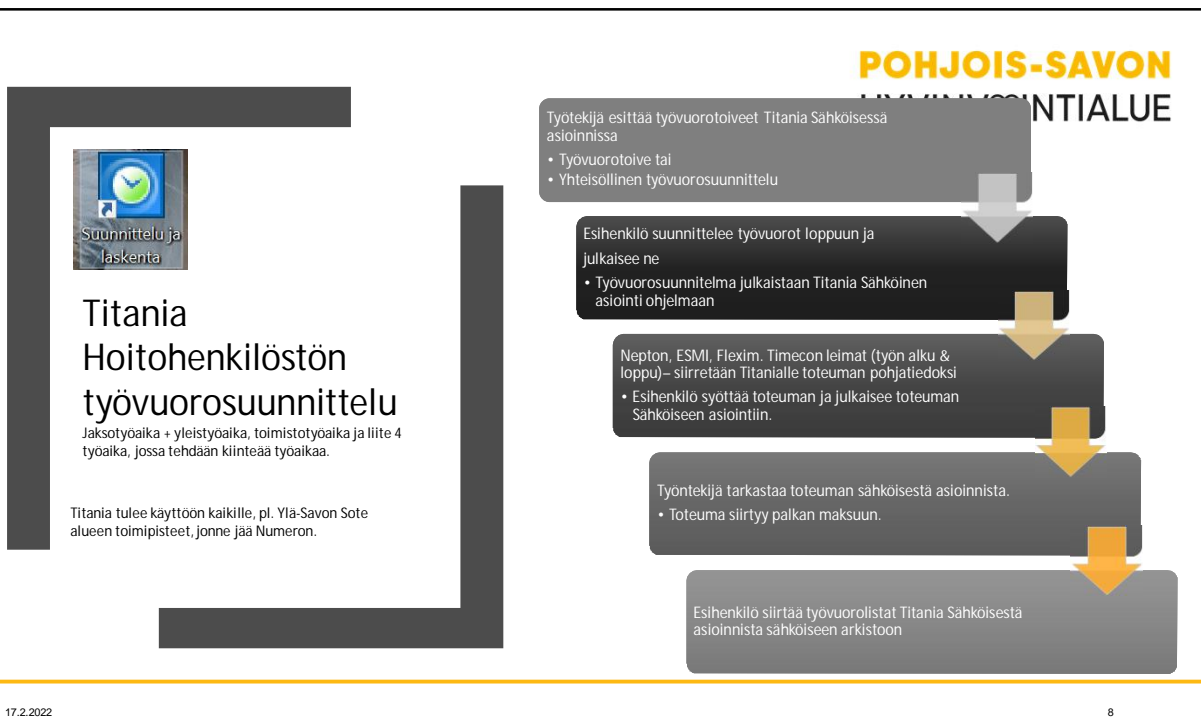 POHJOIS-SAVON
NTIALUE
Suunnittelu ja
laskenta
Titania
Hoitohenkilöstön
työvuorosuunnittelu
Jaksotyöaika + yleistyöaika, toimistotyöaika ja liite 4
työaika, jossa tehdään kiinteää työaikaa.
Titania tulee käyttöön kaikille, pl. Ylä-Savon Sote
alueen toimipisteet, jonne jää Numeron.
Työtekijä esittää työvuorotoiveet Titania Sähköisessä
asioinnissa
• Työvuorotoive tai
• Yhteisöllinen työvuorosuunnittelu
Esihenkilö suunnittelee työvuorot loppuun ja
julkaisee ne
• Työvuorosuunnitelma julkaistaan Titania Sähköinen
asiointi ohjelmaan
Nepton, ESMI, Flexim. Timecon leimat (työn alku &
loppu)– siirretään Titanialle toteuman pohjatiedoksi
• Esihenkilö syöttää toteuman ja julkaisee toteuman
Sähköiseen asiointiin.
Työntekijä tarkastaa toteuman sähköisestä asioinnista.
• Toteuma siirtyy palkan maksuun.
Esihenkilö siirtää työvuorolistat Titania Sähköisestä
asioinnista sähköiseen arkistoon
17.2.2022
8